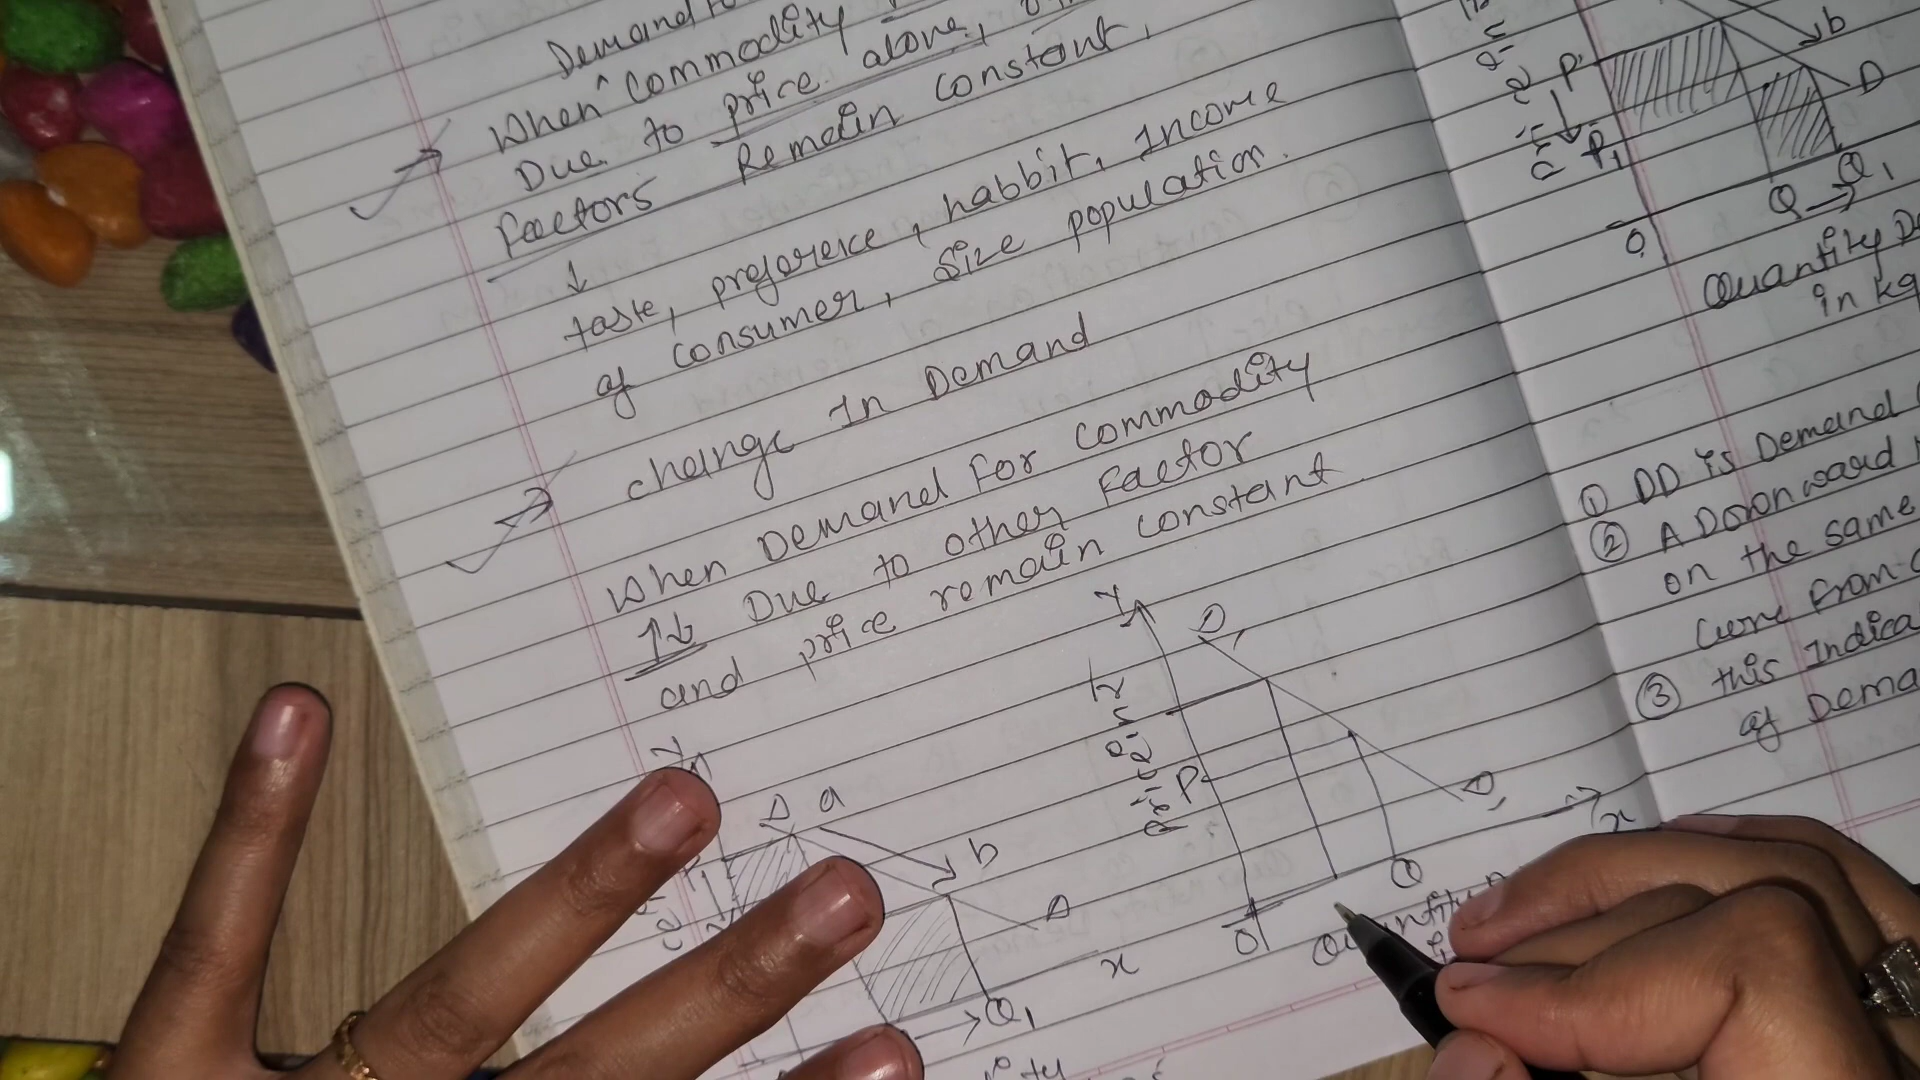 Demand
When ^ Commodity
Due to price alone,
factors Remain constant,
↓
taste, preference, habbit, Income
of consumer, Size population.
change In Demand
When Demand For Commodity
↑↓ Due to other Factor
and price remain constant
Y
D
P
O
Q
x
Quantity
Y
D a
b
D
x
Q1
b
P
D
P1
Q → Q1
O
Quantity
in kg
① DD is Demand
② A Downward
on the same
curve from
③ this Indica
of Dema